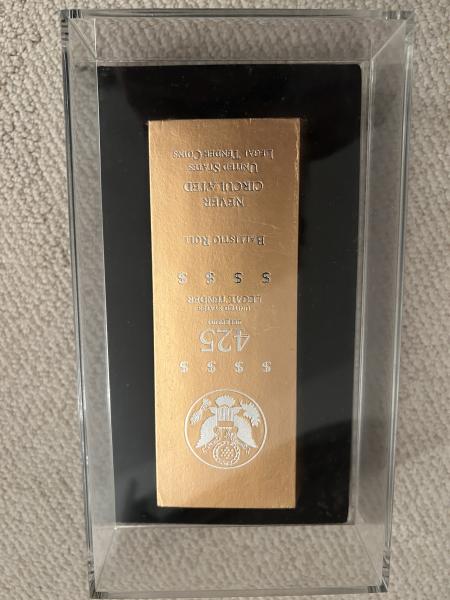 $ $ $ $
425
UNITED STATES
LEGAL TENDER
$ $ $ $
BALLISTIC ROLL
NEVER
CIRCULATED
UNITED STATES
LEGAL TENDER COINS